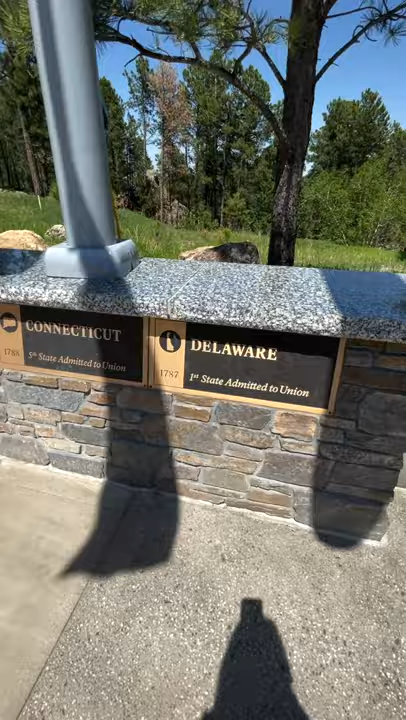 CONNECTICUT
1788
5th State Admitted to Union
DELAWARE
1787
1st State Admitted to Union